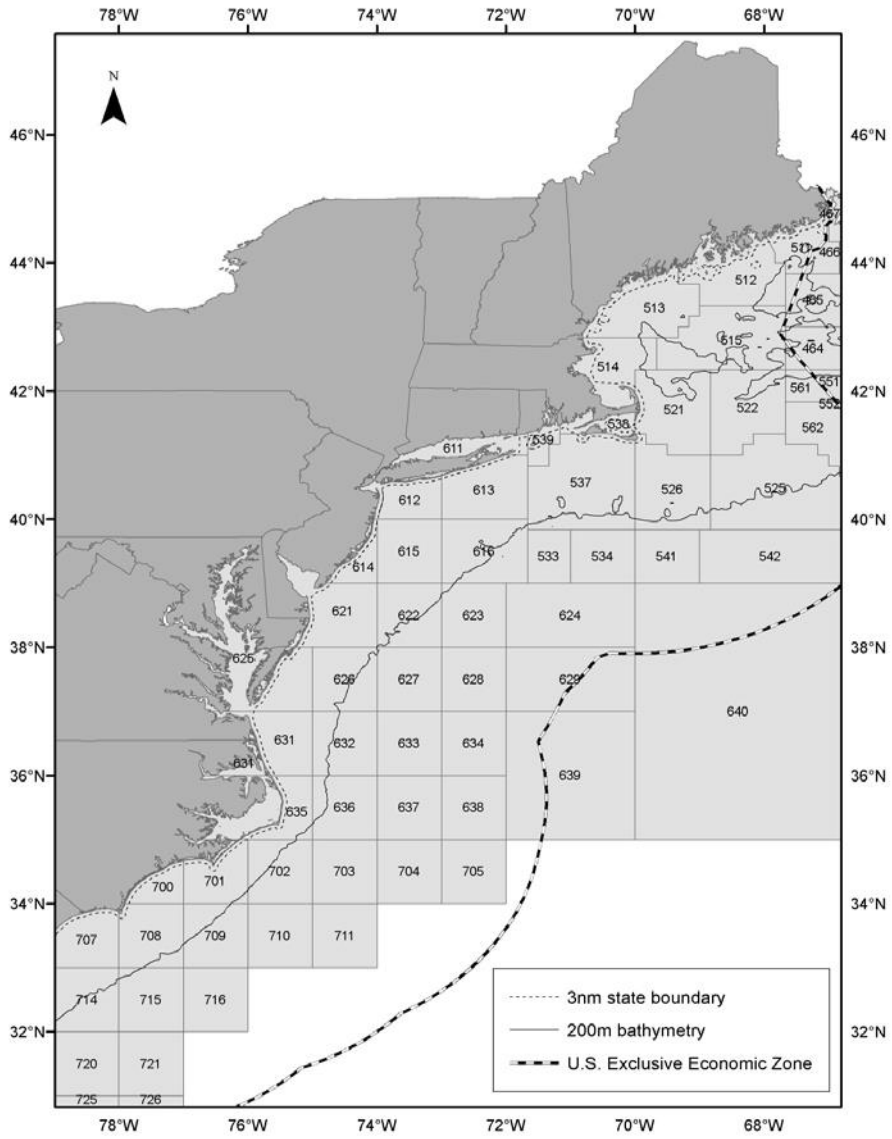 78°W 76°W 74°W 72°W 70°W 68°W
N
46°N 46°N
467
511 466
44°N 44°N
512
465
513
515
464
514
42°N 551 42°N
561
552
521 522
538 562
539
611
537
613 526 525
612
40°N 40°N
615 616
614 533 534 541 542
621 622 623 624
38°N 38°N
625
626 627 628 629
640
631 632 633 634
36°N 631 36°N
639
635 636 637 638
702 703 704 705
701
700
34°N 34°N
707 708 709 710 711
714 715 716
3nm state boundary
32°N 200m bathymetry 32°N
720 721 U.S. Exclusive Economic Zone
725 726
78°W 76°W 74°W 72°W 70°W 68°W